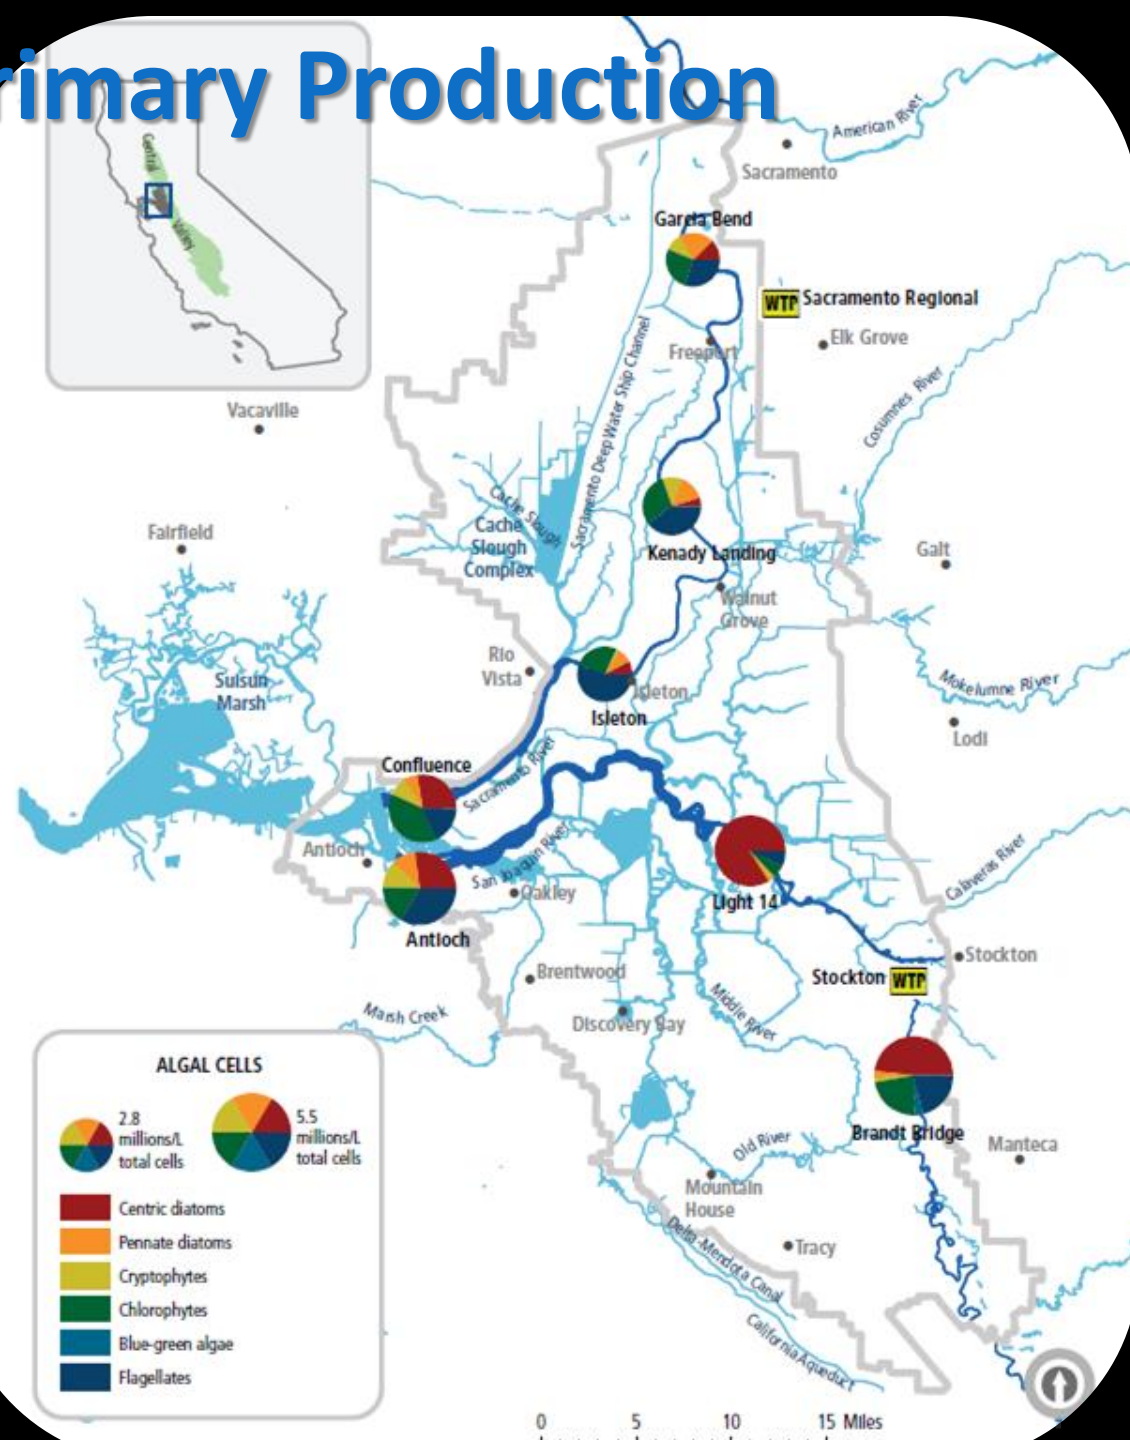 rimary Production
Central
Valley
American River
Sacramento
Garcia Bend
WTP Sacramento Regional
Elk Grove
Freeport
Sacramento Deep Water Ship Channel
Cosumnes River
Vacaville
Cache Slough
Cache
Slough
Complex
Kenady Landing
Fairfield
Galt
Walnut
Grove
Rio
Vista
Suisun
Marsh
Isleton
Isleton
Mokelumne River
Lodi
Confluence
Sacramento River
Antioch
San Joaquin River
Oakley
Antioch
Light 14
Calaveras River
Stockton
Stockton WTP
Brentwood
Discovery Bay
Middle River
Marsh Creek
Brandt Bridge
Old River
Manteca
Mountain
House
Tracy
Delta-Mendota Canal
California Aqueduct
ALGAL CELLS
2.8
millions/L
total cells
5.5
millions/L
total cells
Centric diatoms
Pennate diatoms
Cryptophytes
Chlorophytes
Blue-green algae
Flagellates
0 5 10 15 Miles